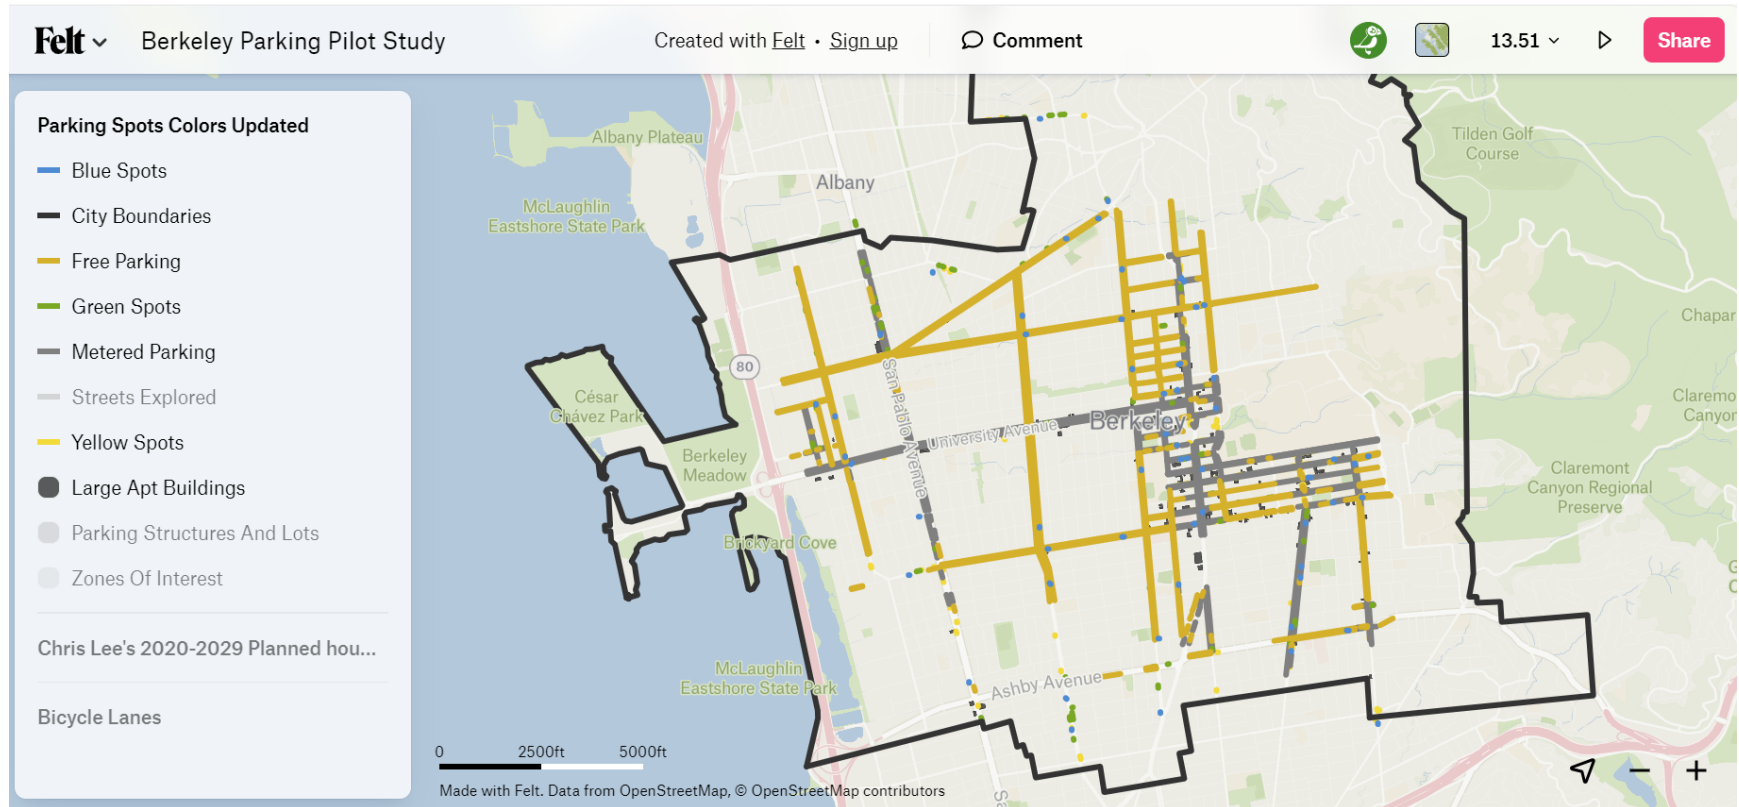 Felt
Berkeley Parking Pilot Study
Created with Felt • Sign up
Comment
13.51
Share
Parking Spots Colors Updated
Blue Spots
City Boundaries
Free Parking
Green Spots
Metered Parking
Streets Explored
Yellow Spots
Large Apt Buildings
Parking Structures And Lots
Zones Of Interest
Chris Lee's 2020-2029 Planned hou...
Bicycle Lanes
Albany Plateau
Albany
McLaughlin
Eastshore State Park
Tilden Golf
Course
Chapar
80
César
Chávez Park
San Pablo Avenue
University Avenue
Berkeley
Claremo
Canyon
Berkeley
Meadow
Claremont
Canyon Regional
Preserve
Brickyard Cove
G
C
McLaughlin
Eastshore State Park
Ashby Avenue
Sa
0 2500ft 5000ft
Made with Felt. Data from OpenStreetMap, © OpenStreetMap contributors